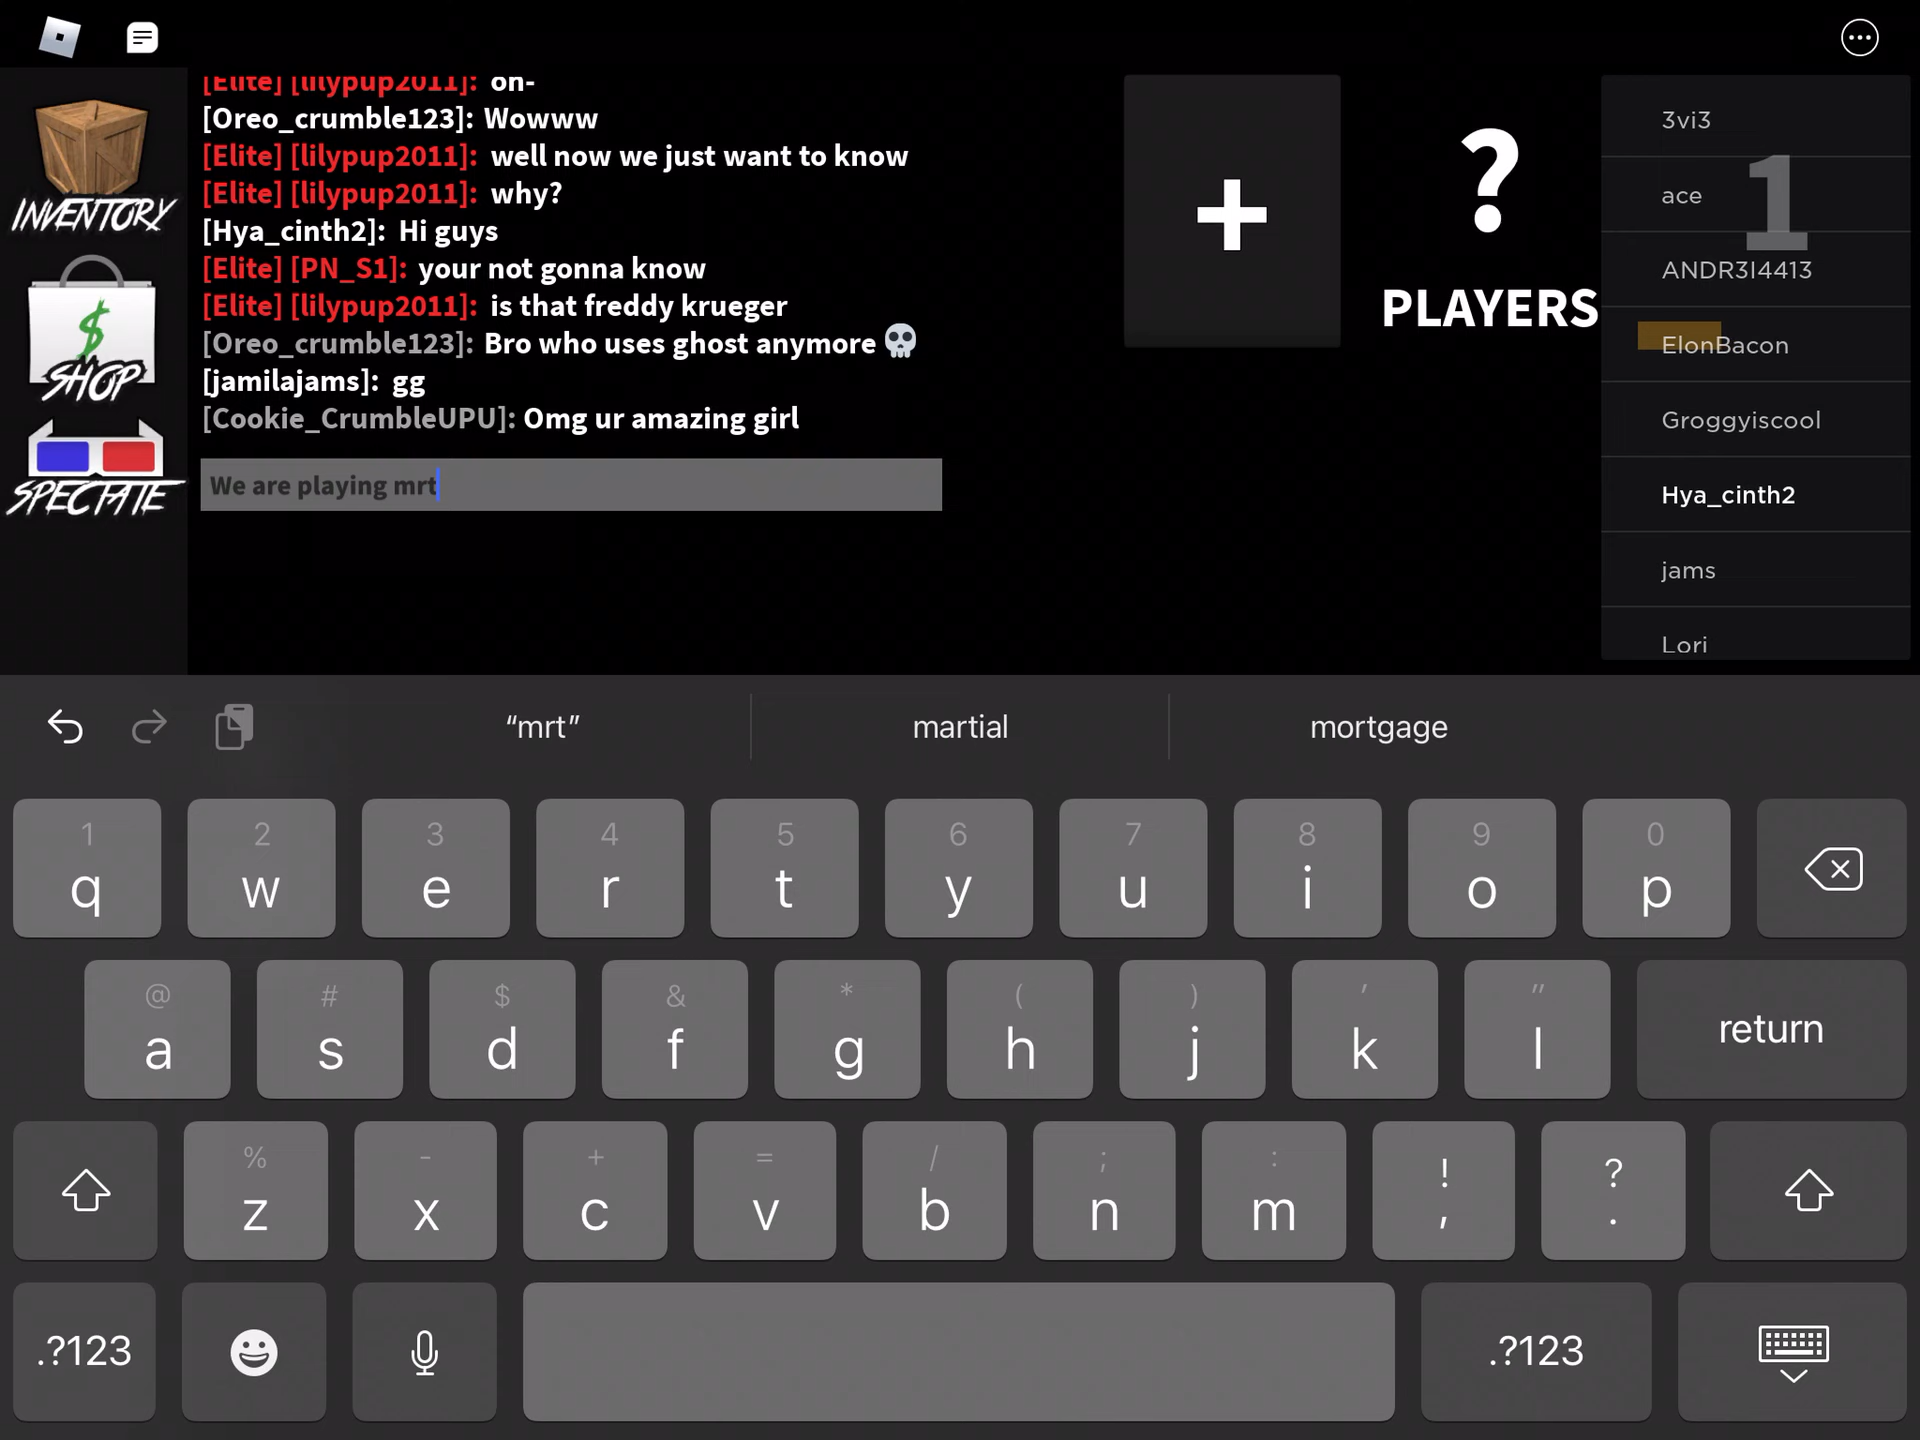 [Elite] [lilypup2011]: on-
[Oreo_crumble123]: Wowww
[Elite] [lilypup2011]: well now we just want to know
[Elite] [lilypup2011]: why?
[Hya_cinth2]: Hi guys
[Elite] [PN_S1]: your not gonna know
[Elite] [lilypup2011]: is that freddy krueger
[Oreo_crumble123]: Bro who uses ghost anymore 💀
[jamilajams]: gg
[Cookie_CrumbleUPU]: Omg ur amazing girl
We are playing mrt
INVENTORY
$
SHOP
SPECTATE
+
?
PLAYERS
1
3vi3
ace
ANDR3I4413
ElonBacon
Groggyiscool
Hya_cinth2
jams
Lori
“mrt” martial mortgage
1 2 3 4 5 6 7 8 9 0
q w e r t y u i o p
@ # $ & * ( ) ' "
a s d f g h j k l return
% - + = / ; : ! ?
z x c v b n m , .
.?123 .?123